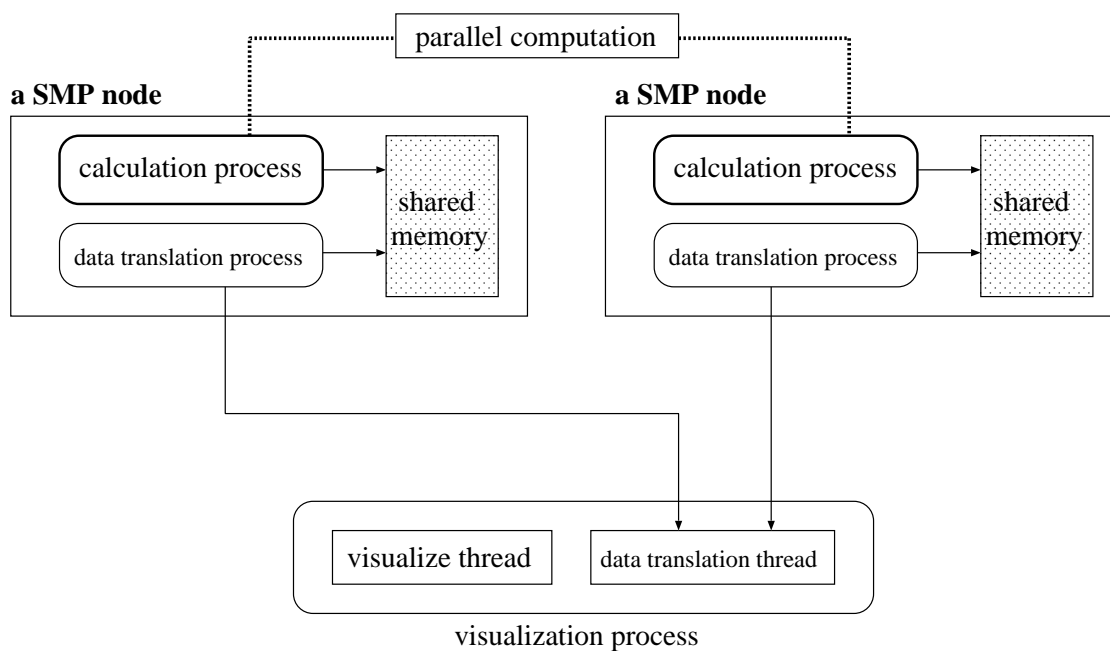 parallel computation
a SMP node
calculation process
shared
memory
data translation process
a SMP node
calculation process
shared
memory
data translation process
visualize thread
data translation thread
visualization process